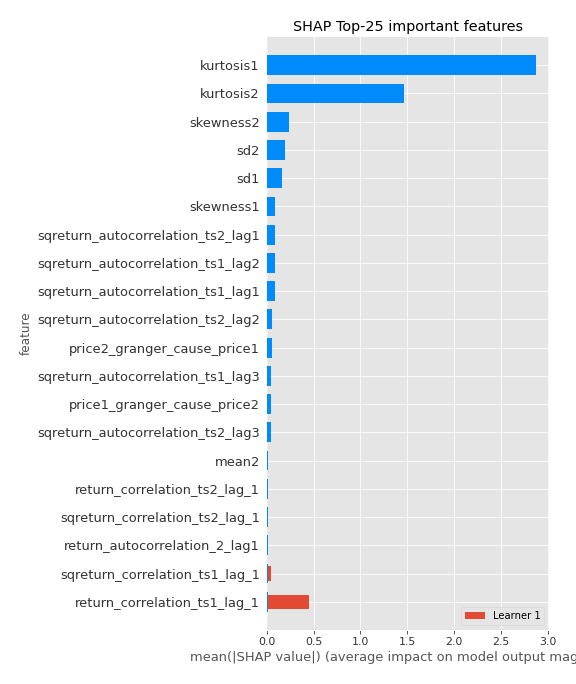 SHAP Top-25 important features
kurtosis1
kurtosis2
skewness2
sd2
sd1
skewness1
sqreturn_autocorrelation_ts2_lag1
sqreturn_autocorrelation_ts1_lag2
sqreturn_autocorrelation_ts1_lag1
sqreturn_autocorrelation_ts2_lag2
price2_granger_cause_price1
sqreturn_autocorrelation_ts1_lag3
price1_granger_cause_price2
sqreturn_autocorrelation_ts2_lag3
mean2
return_correlation_ts2_lag_1
sqreturn_correlation_ts2_lag_1
return_autocorrelation_2_lag1
sqreturn_correlation_ts1_lag_1
return_correlation_ts1_lag_1
feature
Learner 1
0.0 0.5 1.0 1.5 2.0 2.5 3.0
mean(|SHAP value|) (average impact on model output mag